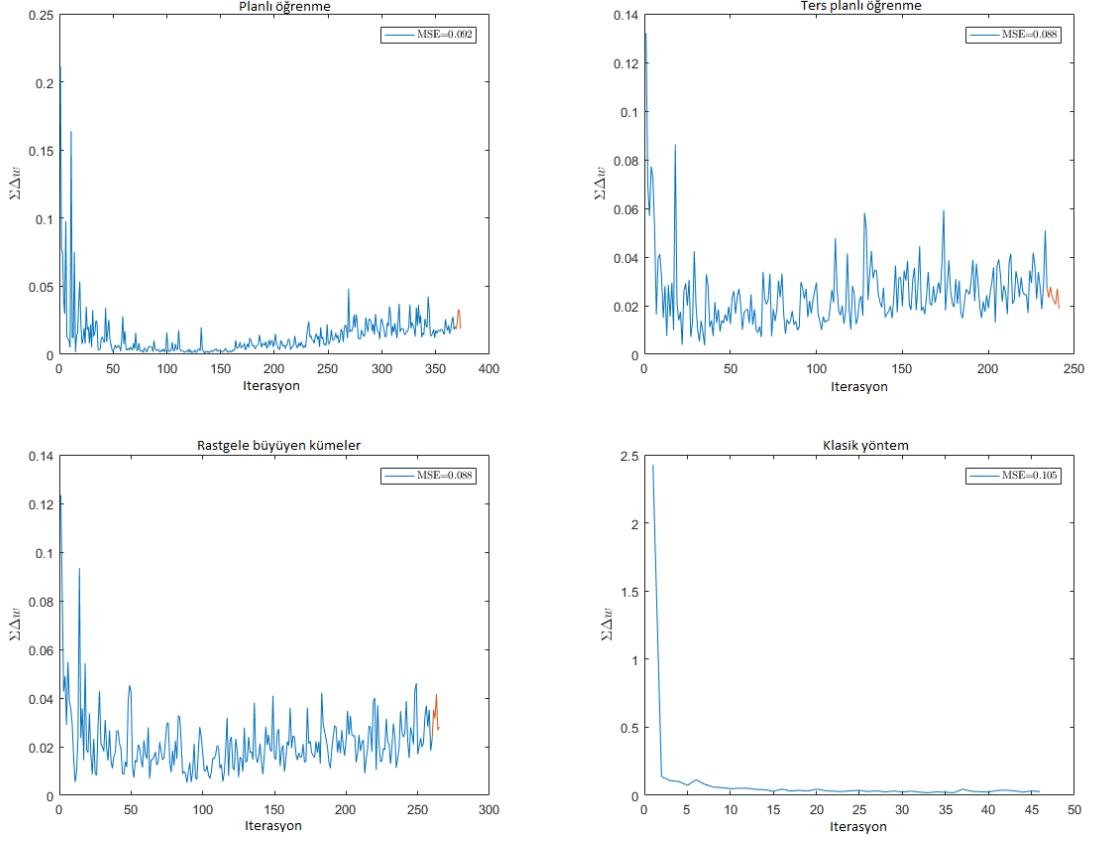 Planlı öğrenme
MSE=0.092
0.25
0.2
0.15
0.1
0.05
0
ΣΔw
0 50 100 150 200 250 300 350 400
Iterasyon
Ters planlı öğrenme
MSE=0.088
0.14
0.12
0.1
0.08
0.06
0.04
0.02
0
ΣΔw
0 50 100 150 200 250
Iterasyon
Rastgele büyüyen kümeler
MSE=0.088
0.14
0.12
0.1
0.08
0.06
0.04
0.02
0
ΣΔw
0 50 100 150 200 250 300
Iterasyon
Klasik yöntem
MSE=0.105
2.5
2
1.5
1
0.5
0
ΣΔw
0 5 10 15 20 25 30 35 40 45 50
Iterasyon